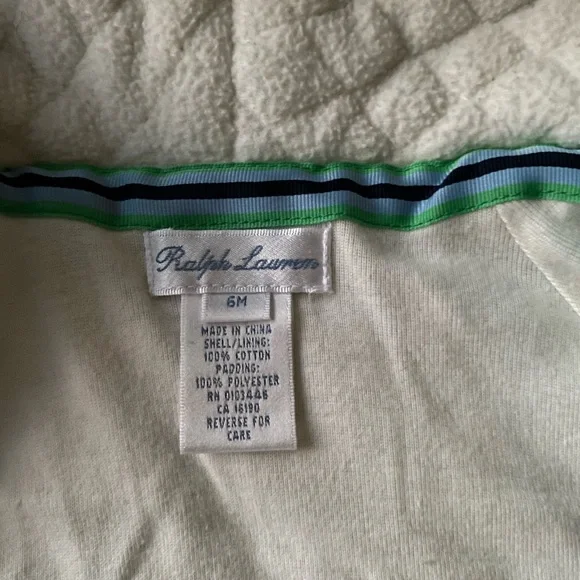 Ralph Lauren
6M
MADE IN CHINA
SHELL/LINING:
100% COTTON
PADDING:
100% POLYESTER
RN 0103446
CA 16190
REVERSE FOR
CARE